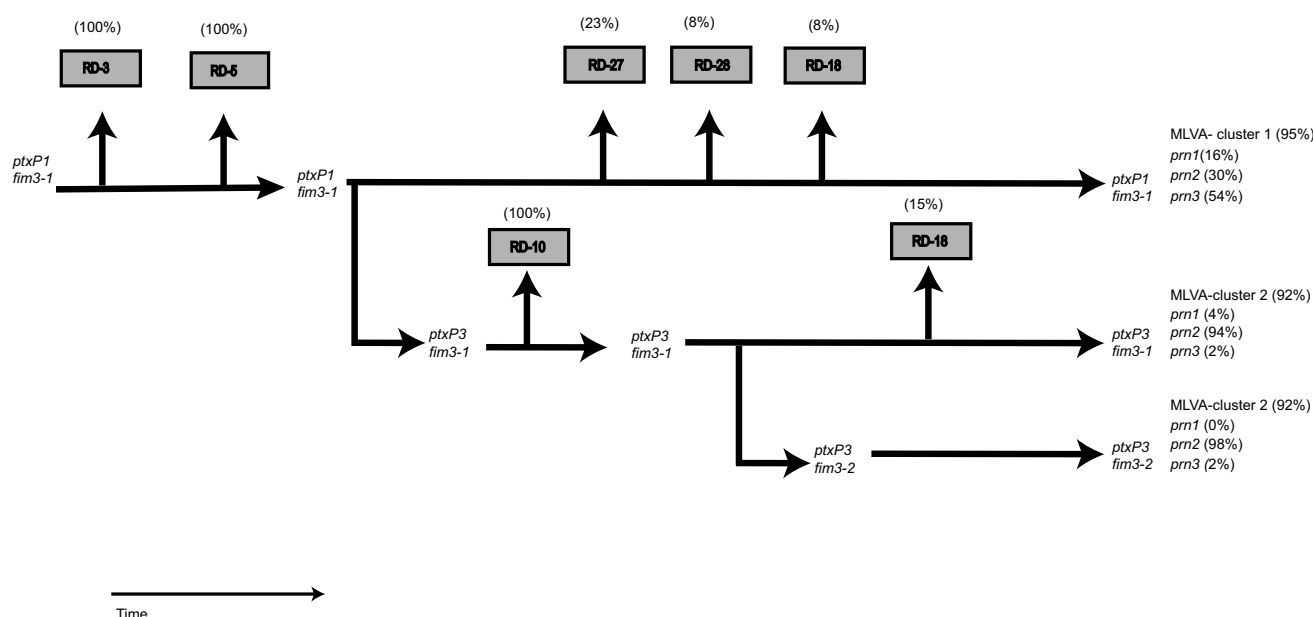 (100%)
(100%)
(23%)
(8%)
(8%)
RD-3
RD-5
RD-27
RD-28
RD-18
ptxP1
fim3-1
ptxP1
fim3-1
ptxP1
fim3-1
MLVA- cluster 1 (95%)
prn1(16%)
prn2 (30%)
prn3 (54%)
(100%)
RD-10
(15%)
RD-18
ptxP3
fim3-1
ptxP3
fim3-1
ptxP3
fim3-1
MLVA-cluster 2 (92%)
prn1 (4%)
prn2 (94%)
prn3 (2%)
ptxP3
fim3-2
ptxP3
fim3-2
MLVA-cluster 2 (92%)
prn1 (0%)
prn2 (98%)
prn3 (2%)
Time